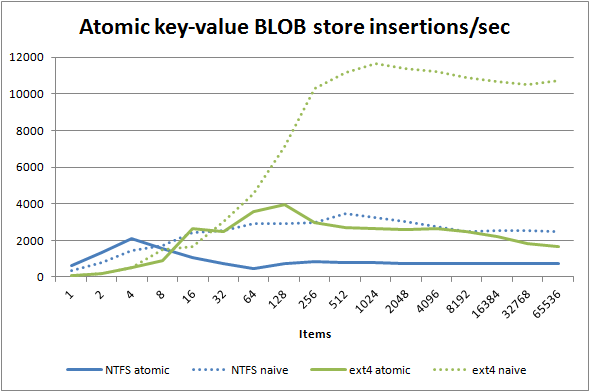 Atomic key-value BLOB store insertions/sec
12000
10000
8000
6000
4000
2000
0
1 2 4 8 16 32 64 128 256 512 1024 2048 4096 8192 16384 32768 65536
Items
NTFS atomic NTFS naive ext4 atomic ext4 naive